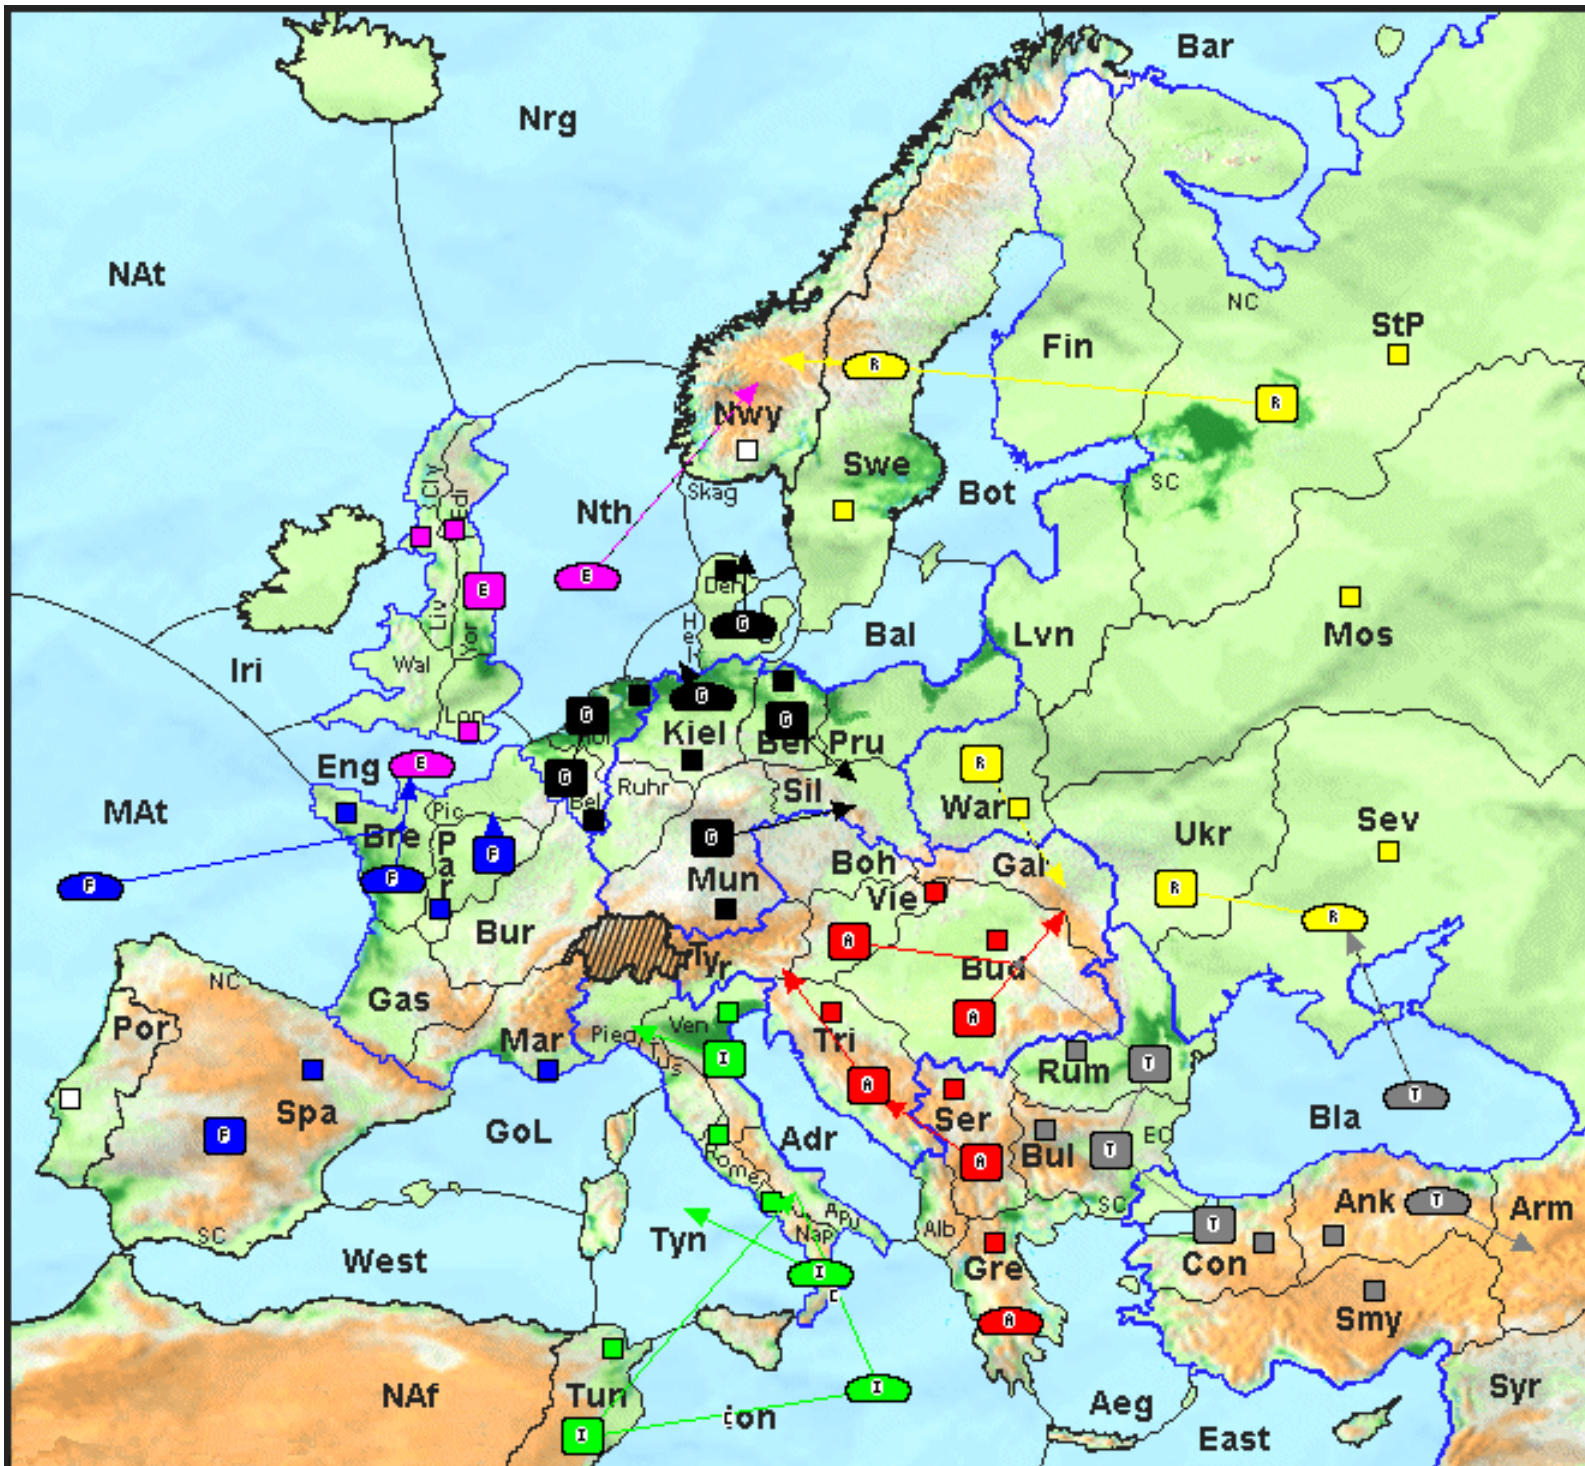 Bar
Nrg
NAt
NC
StP
Fin
R
R
Nwy
Swe
SC
Skag
Bot
Cly
Edi
Nth
E
E
Den
G
Hel
Liv
Yor
Wal
Iri
Bal
Lvn
Mos
Lon
G
G
Hol
Kiel
G
Ber
Pru
Eng
E
G
Bel
Ruhr
Sil
R
War
MAt
Pic
Bre
Par
F
G
Boh
Gal
Ukr
Sev
F
F
Mun
Vie
R
R
Bur
A
Bud
Tyr
NC
Gas
Por
Mar
Pied
Ven
Tri
A
I
Tus
Rum
T
A
Ser
T
Bla
Spa
F
GoL
Adr
Bul
T
EC
Rome
A
SC
West
Tyn
Apu
Nap
Alb
SC
Ank
T
Arm
T
Con
Gre
I
C
A
Smy
NAf
Tun
I
C
Ion
I
Aeg
East
Syr